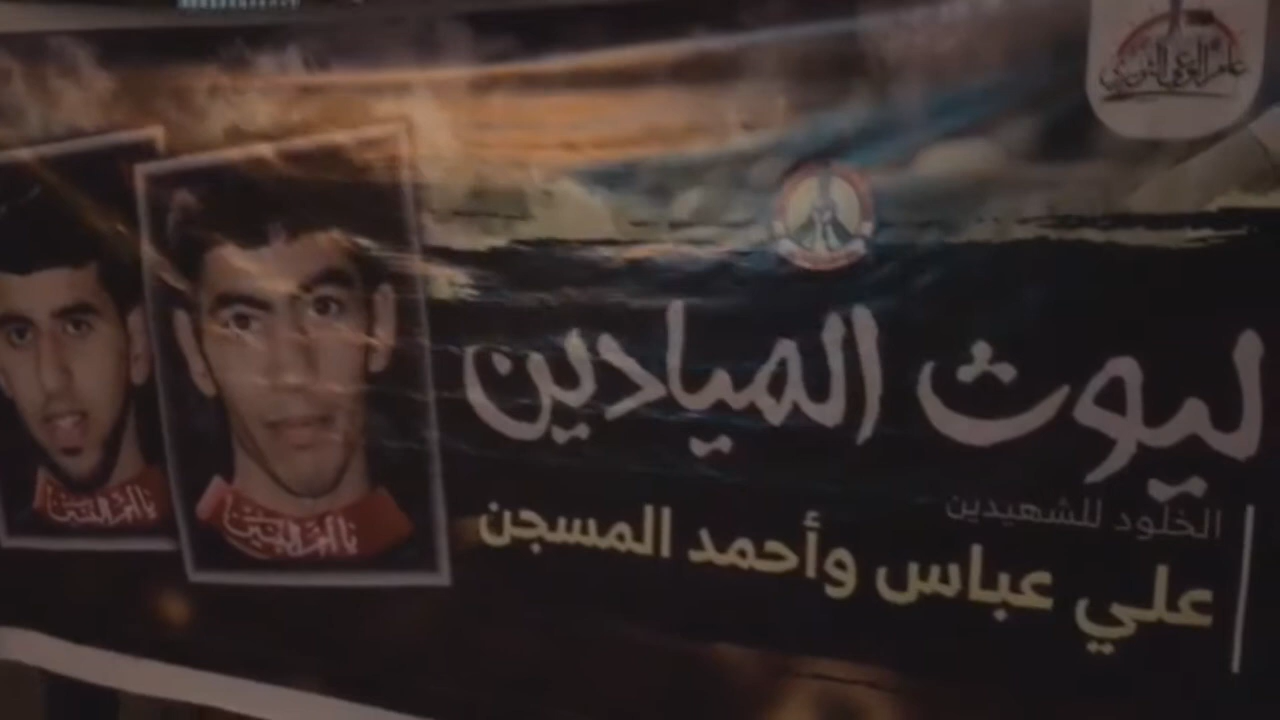 ليوث الميادين
الخلود للشهيدين
علي عباس وأحمد المسجن